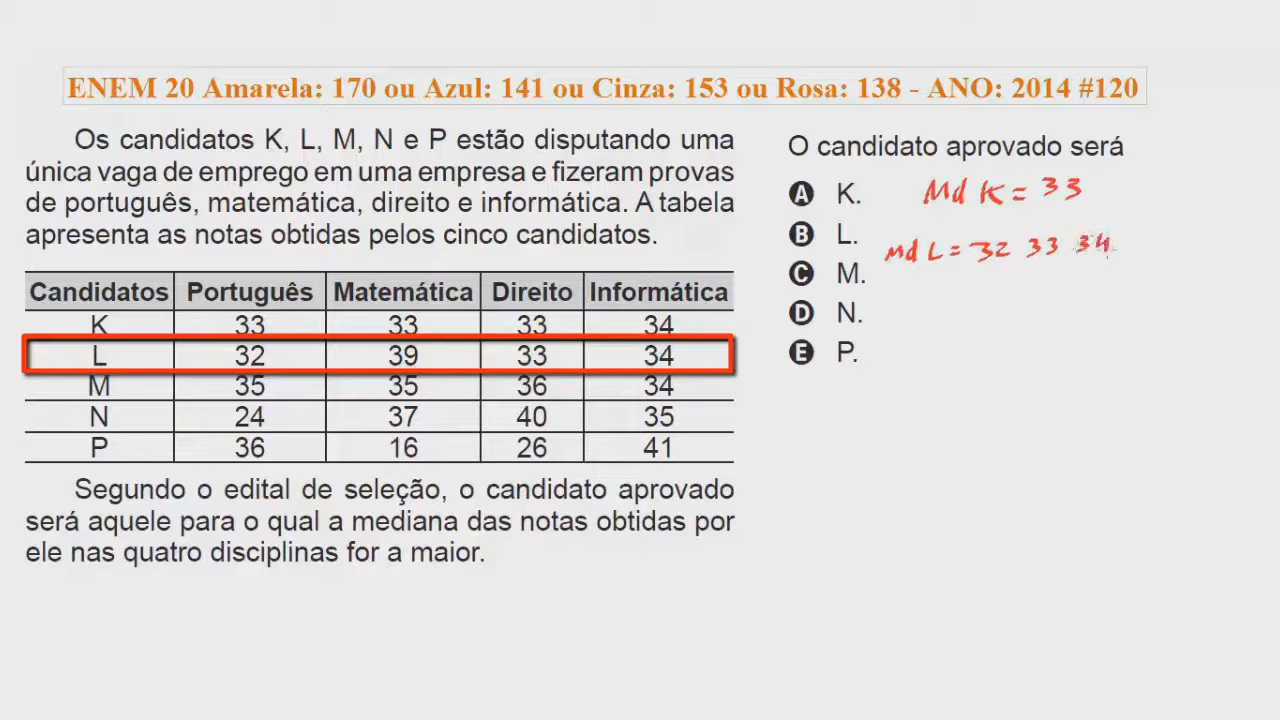 ENEM 20 Amarela: 170 ou Azul: 141 ou Cinza: 153 ou Rosa: 138 - ANO: 2014 #120
Os candidatos K, L, M, N e P estão disputando uma
única vaga de emprego em uma empresa e fizeram provas
de português, matemática, direito e informática. A tabela
apresenta as notas obtidas pelos cinco candidatos.
Candidatos Português Matemática Direito Informática
K 33 33 33 34
L 32 39 33 34
M 35 35 36 34
N 24 37 40 35
P 36 16 26 41
Segundo o edital de seleção, o candidato aprovado
será aquele para o qual a mediana das notas obtidas por
ele nas quatro disciplinas for a maior.
O candidato aprovado será
A K.
B L.
C M.
D N.
E P.
Md K = 33
Md L = 32 33 34